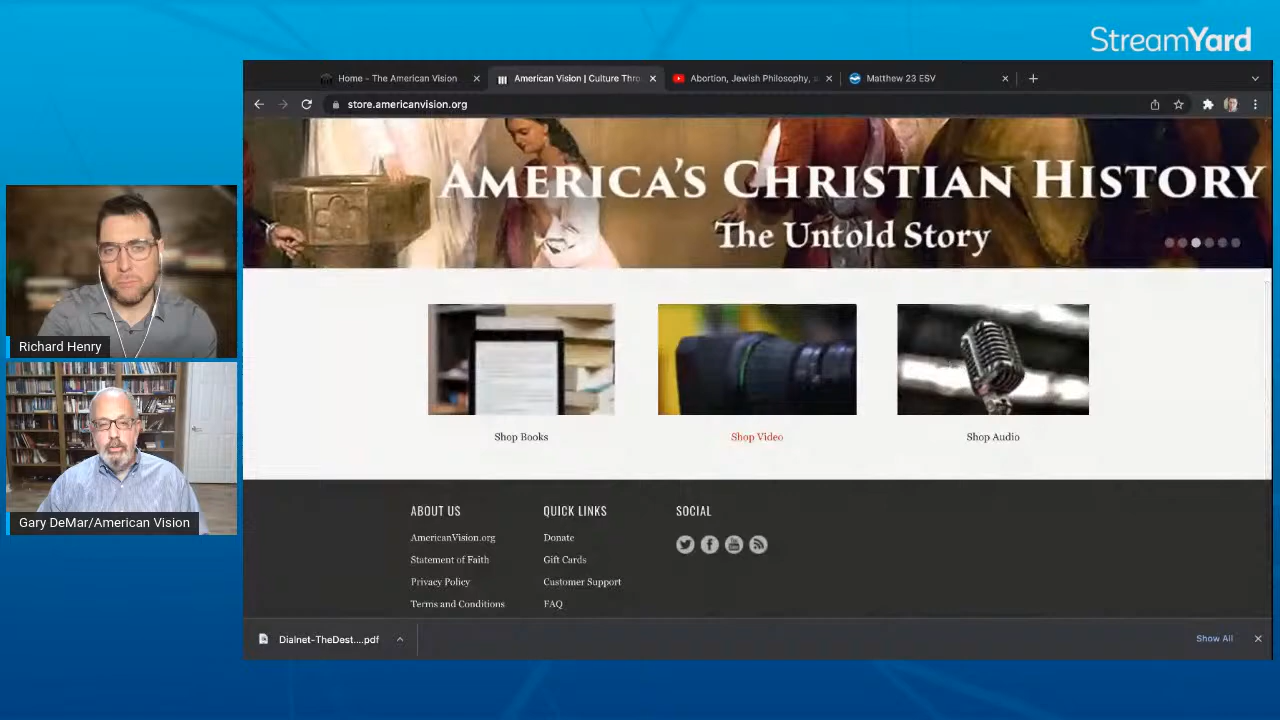 StreamYard
Home - The American Vision
American Vision | Culture Thro
Abortion, Jewish Philosophy,
Matthew 23 ESV
store.americanvision.org
AMERICA'S CHRISTIAN HISTORY
The Untold Story
Richard Henry
Gary DeMar/American Vision
Shop Books
Shop Video
Shop Audio
ABOUT US
QUICK LINKS
SOCIAL
AmericanVision.org
Donate
Statement of Faith
Gift Cards
Privacy Policy
Customer Support
Terms and Conditions
FAQ
Dialnet-TheDest....pdf
Show All